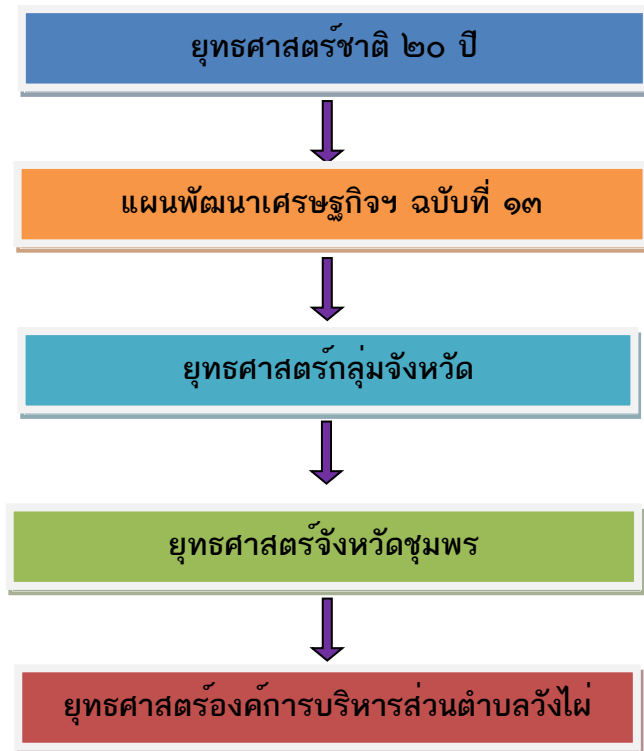 ยุทธศาสตร์ชาติ ๒๐ ปี
แผนพัฒนาเศรษฐกิจฯ ฉบับที่ ๑๓
ยุทธศาสตร์กลุ่มจังหวัด
ยุทธศาสตร์จังหวัดชุมพร
ยุทธศาสตร์องค์การบริหารส่วนตำบลวังไผ่